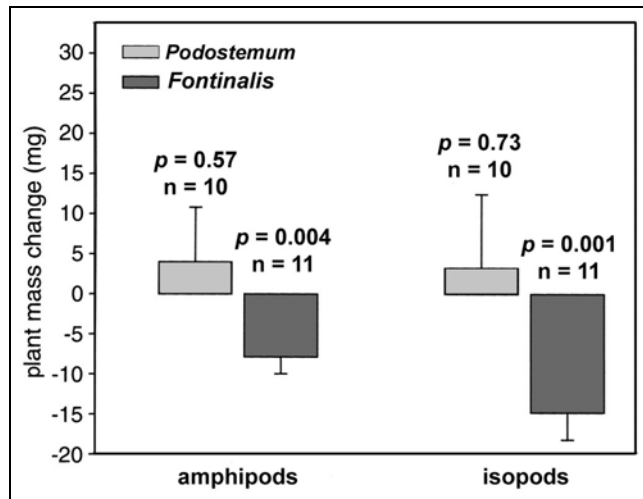 plant mass change (mg)
30
25
20
15
10
5
0
-5
-10
-15
-20
Podostemum
Fontinalis
p = 0.57
n = 10
p = 0.004
n = 11
p = 0.73
n = 10
p = 0.001
n = 11
amphipods
isopods